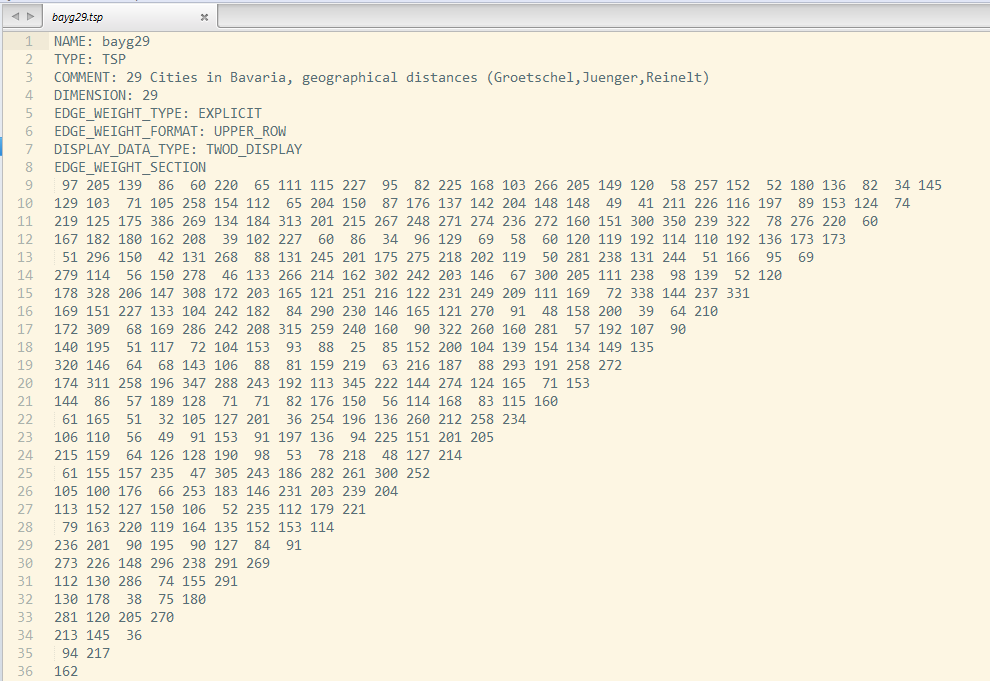 bayg29.tsp
1 NAME: bayg29
2 TYPE: TSP
3 COMMENT: 29 Cities in Bavaria, geographical distances (Groetschel,Juenger,Reinelt)
4 DIMENSION: 29
5 EDGE_WEIGHT_TYPE: EXPLICIT
6 EDGE_WEIGHT_FORMAT: UPPER_ROW
7 DISPLAY_DATA_TYPE: TWOD_DISPLAY
8 EDGE_WEIGHT_SECTION
9 97 205 139 86 60 220 65 111 115 227 95 82 225 168 103 266 205 149 120 58 257 152 52 180 136 82 34 145
10 129 103 71 105 258 154 112 65 204 150 87 176 137 142 204 148 148 49 41 211 226 116 197 89 153 124 74
11 219 125 175 386 269 134 184 313 201 215 267 248 271 274 236 272 160 151 300 350 239 322 78 276 220 60
12 167 182 180 162 208 39 102 227 60 86 34 96 129 69 58 60 120 119 192 114 110 192 136 173 173
13 51 296 150 42 131 268 88 131 245 201 175 275 218 202 119 50 281 238 131 244 51 166 95 69
14 279 114 56 150 278 46 133 266 214 162 302 242 203 146 67 300 205 111 238 98 139 52 120
15 178 328 206 147 308 172 203 165 121 251 216 122 231 249 209 111 169 72 338 144 237 331
16 169 151 227 133 104 242 182 84 290 230 146 165 121 270 91 48 158 200 39 64 210
17 172 309 68 169 286 242 208 315 259 240 160 90 322 260 160 281 57 192 107 90
18 140 195 51 117 72 104 153 93 88 25 85 152 200 104 139 154 134 149 135
19 320 146 64 68 143 106 88 81 159 219 63 216 187 88 293 191 258 272
20 174 311 258 196 347 288 243 192 113 345 222 144 274 124 165 71 153
21 144 86 57 189 128 71 71 82 176 150 56 114 168 83 115 160
22 61 165 51 32 105 127 201 36 254 196 136 260 212 258 234
23 106 110 56 49 91 153 91 197 136 94 225 151 201 205
24 215 159 64 126 128 190 98 53 78 218 48 127 214
25 61 155 157 235 47 305 243 186 282 261 300 252
26 105 100 176 66 253 183 146 231 203 239 204
27 113 152 127 150 106 52 235 112 179 221
28 79 163 220 119 164 135 152 153 114
29 236 201 90 195 90 127 84 91
30 273 226 148 296 238 291 269
31 112 130 286 74 155 291
32 130 178 38 75 180
33 281 120 205 270
34 213 145 36
35 94 217
36 162